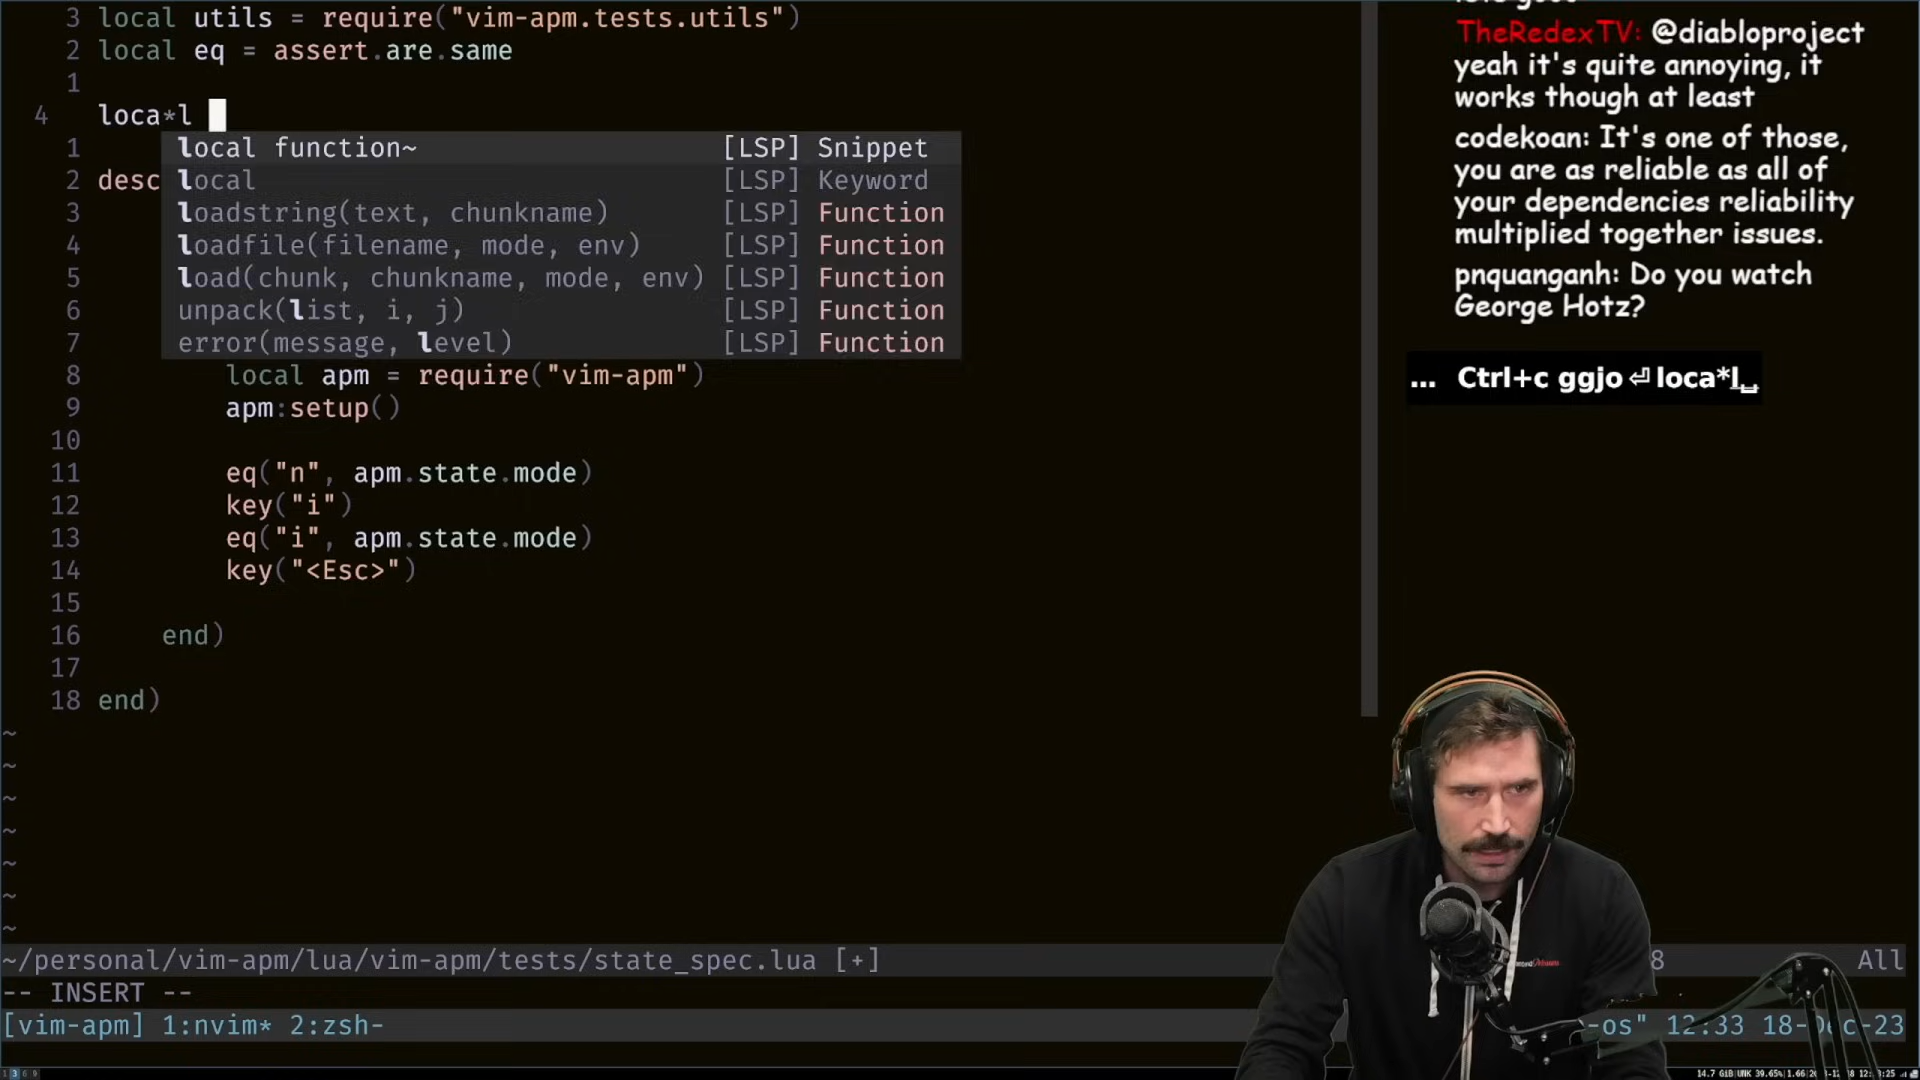 3 local utils = require("vim-apm.tests.utils")
2 local eq = assert.are.same
1
4 loca*l
1 local function~ [LSP] Snippet
2 desc local [LSP] Keyword
3 loadstring(text, chunkname) [LSP] Function
4 loadfile(filename, mode, env) [LSP] Function
5 load(chunk, chunkname, mode, env) [LSP] Function
6 unpack(list, i, j) [LSP] Function
7 error(message, level) [LSP] Function
8 local apm = require("vim-apm")
9 apm:setup()
10
11 eq("n", apm.state.mode)
12 key("i")
13 eq("i", apm.state.mode)
14 key("<Esc>")
15
16 end)
17
18 end)
~
~
~
~
~
~
~
~/personal/vim-apm/lua/vim-apm/tests/state_spec.lua [+] 8 All
-- INSERT --
[vim-apm] 1:nvim* 2:zsh- -os" 12:33 18-Dec-23
TheRedexTV: @diabloproject
yeah it's quite annoying, it
works though at least
codekoan: It's one of those,
you are as reliable as all of
your dependencies reliability
multiplied together issues.
pnquanganh: Do you watch
George Hotz?
... Ctrl+c ggjo⏎loca*l␣